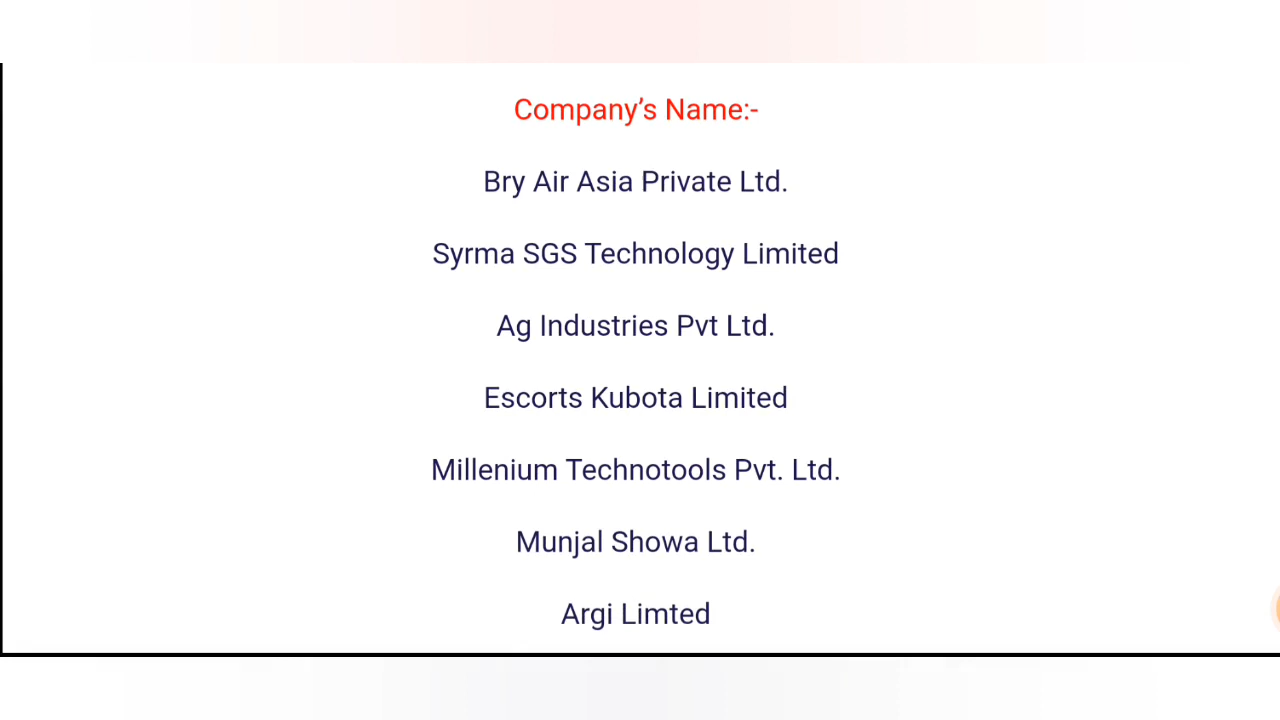 Company’s Name:-
Bry Air Asia Private Ltd.
Syrma SGS Technology Limited
Ag Industries Pvt Ltd.
Escorts Kubota Limited
Millenium Technotools Pvt. Ltd.
Munjal Showa Ltd.
Argi Limted